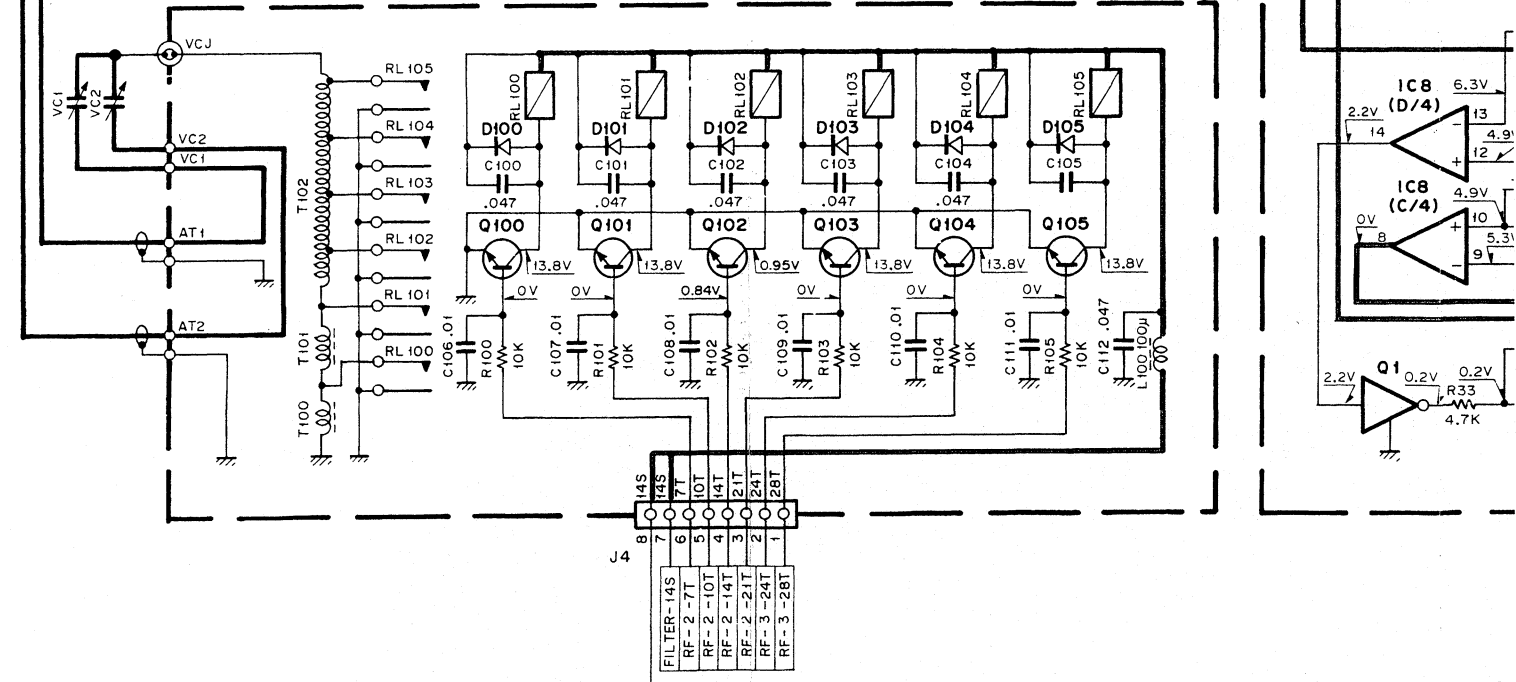 VCJ
VC1
VC2
VC2
VC1
AT1
AT2
T102
T101
T100
RL105
RL104
RL103
RL102
RL101
RL100
RL100
RL101
RL102
RL103
RL104
RL105
D100
D101
D102
D103
D104
D105
C100
C101
C102
C103
C104
C105
.047
.047
.047
.047
.047
Q100
Q101
Q102
Q103
Q104
Q105
13.8V
13.8V
0.95V
13.8V
13.8V
13.8V
0V
0V
0.84V
0V
0V
0V
C106 .01
R100
10K
C107 .01
R101
10K
C108 .01
R102
10K
C109 .01
R103
10K
C110 .01
R104
10K
C111 .01
R105
10K
C112 .047
L100 100μ
14S
14S
7T
10T
14T
21T
24T
28T
J4
8
7
6
5
4
3
2
1
FILTER-14S
RF-2-7T
RF-2-10T
RF-2-14T
RF-2-21T
RF-3-24T
RF-3-28T
IC8
(D/4)
6.3V
2.2V
14
13
12
4.9V
IC8
(C/4)
4.9V
0V
8
10
9
5.3V
Q1
2.2V
0.2V
0.2V
R33
4.7K